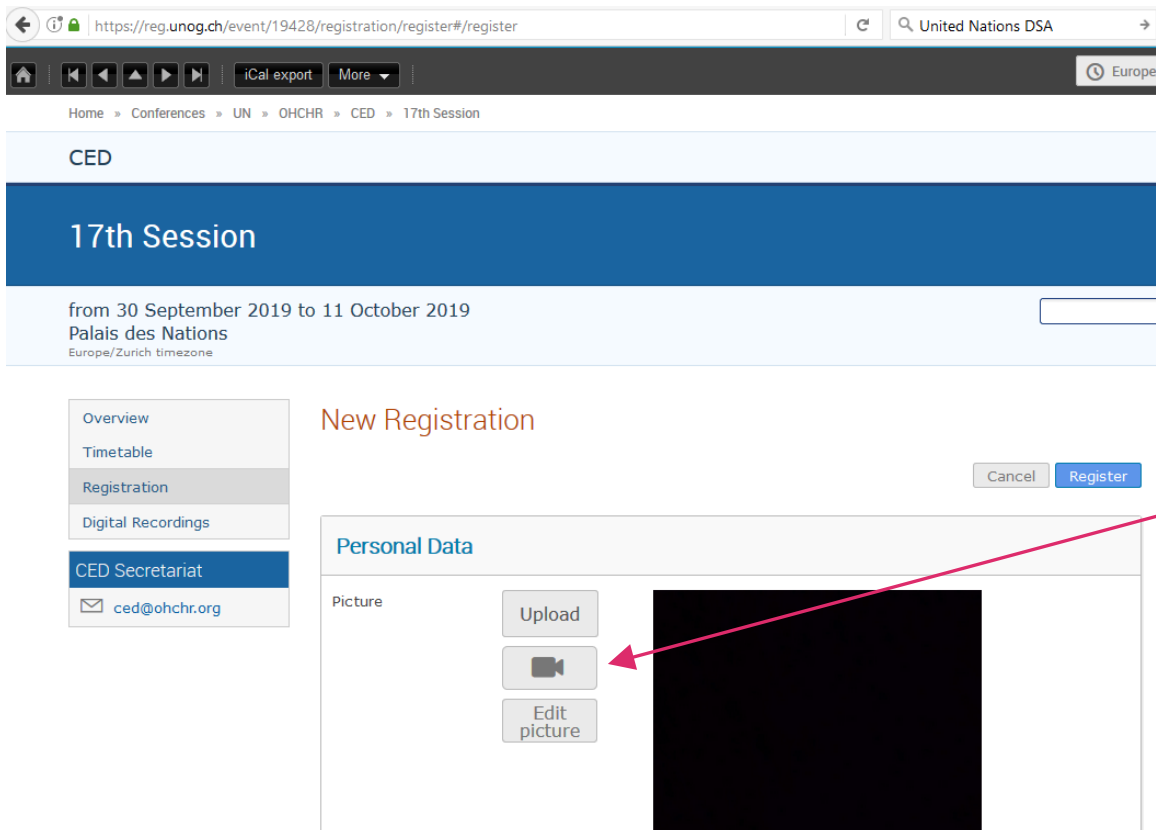 https://reg.unog.ch/event/19428/registration/register#/register
United Nations DSA
iCal export
More
Europe
Home » Conferences » UN » OHCHR » CED » 17th Session
CED
17th Session
from 30 September 2019 to 11 October 2019
Palais des Nations
Europe/Zurich timezone
Overview
Timetable
Registration
Digital Recordings
CED Secretariat
ced@ohchr.org
New Registration
Cancel
Register
Personal Data
Picture
Upload
Edit
picture